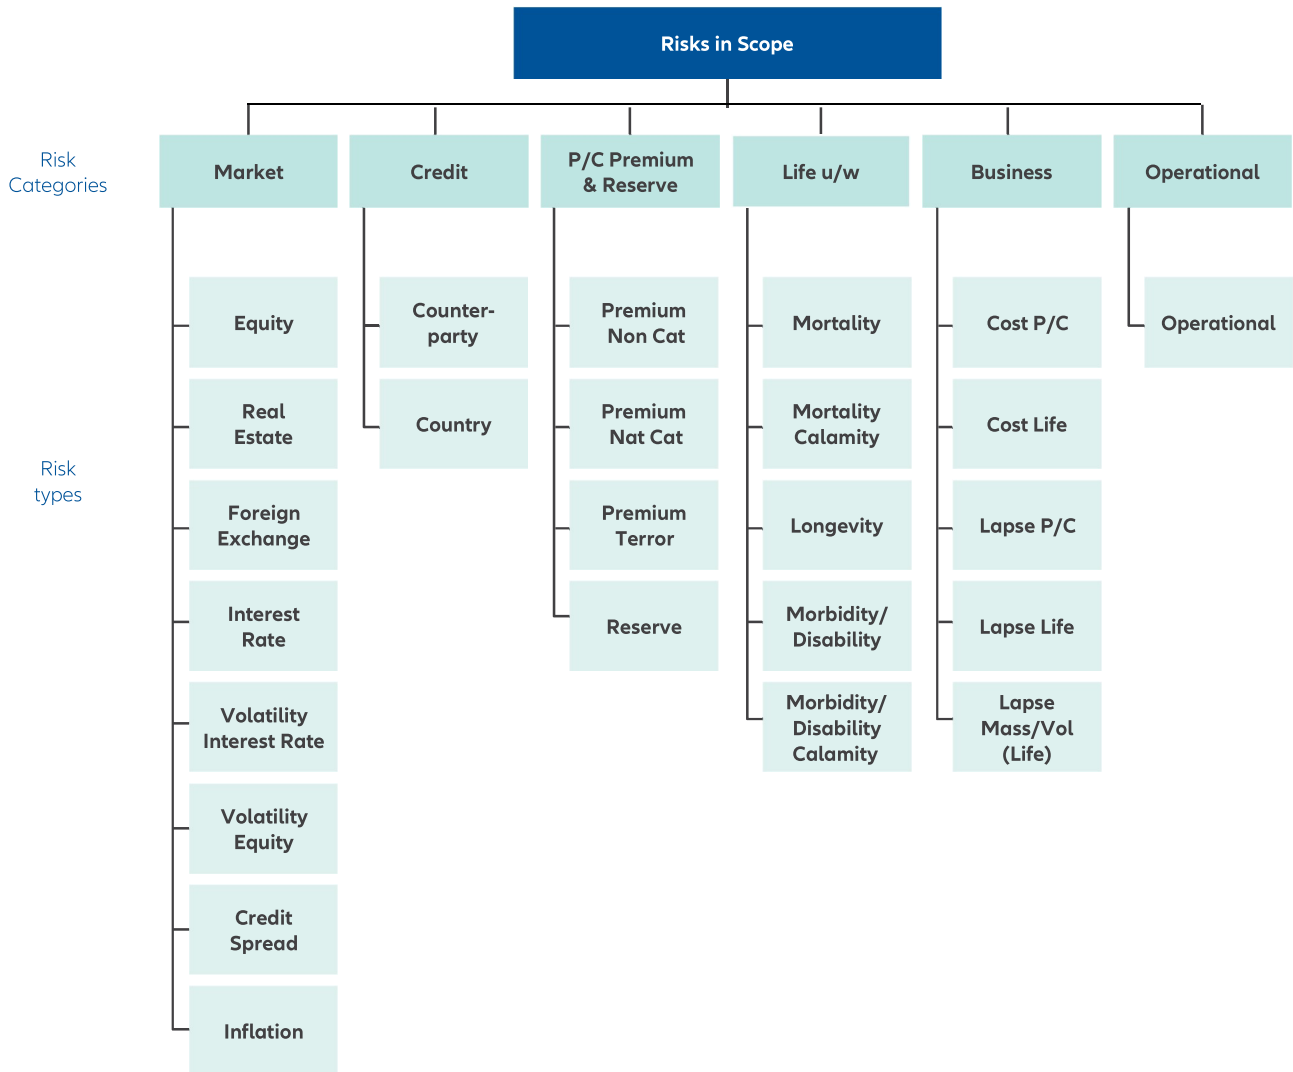 Risks in Scope
Risk
Categories
Market
Credit
P/C Premium
& Reserve
Life u/w
Business
Operational
Risk
types
Equity
Real
Estate
Foreign
Exchange
Interest
Rate
Volatility
Interest Rate
Volatility
Equity
Credit
Spread
Inflation
Counter-
party
Country
Premium
Non Cat
Premium
Nat Cat
Premium
Terror
Reserve
Mortality
Mortality
Calamity
Longevity
Morbidity/
Disability
Morbidity/
Disability
Calamity
Cost P/C
Cost Life
Lapse P/C
Lapse Life
Lapse
Mass/Vol
(Life)
Operational